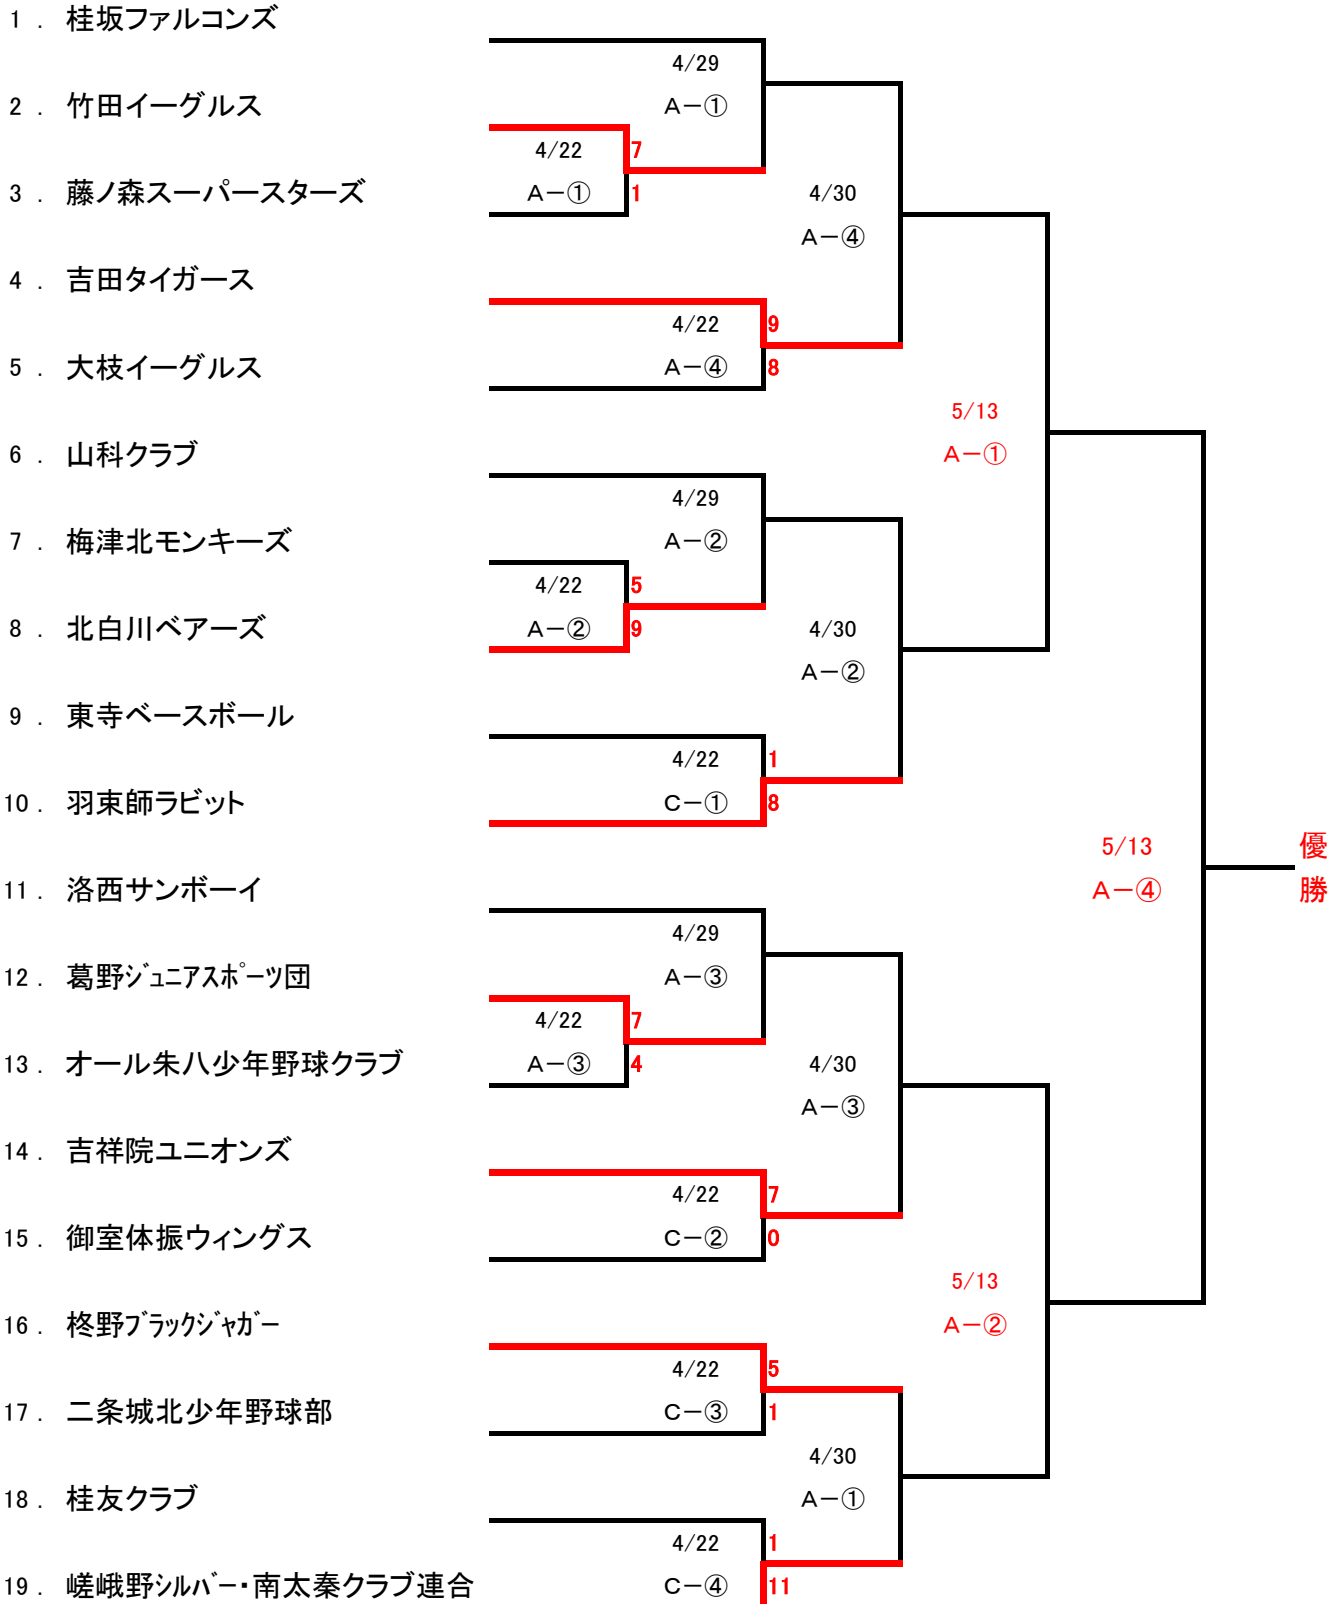 1 . 桂坂ファルコンズ
4/29
2 . 竹田イーグルス
A－①
4/22
7
3 . 藤ノ森スーパースターズ
A－①
1
4/30
A－④
4 . 吉田タイガース
4/22
9
5 . 大枝イーグルス
A－④
8
5/13
6 . 山科クラブ
A－①
4/29
7 . 梅津北モンキーズ
A－②
4/22
5
8 . 北白川ベアーズ
A－②
9
4/30
A－②
9 . 東寺ベースボール
4/22
1
10 . 羽束師ラビット
C－①
8
5/13
優
11 . 洛西サンボーイ
A－④
勝
4/29
12 . 葛野ｼﾞｭﾆｱｽﾎﾟｰﾂ団
A－③
4/22
7
13 . オール朱八少年野球クラブ
A－③
4
4/30
A－③
14 . 吉祥院ユニオンズ
4/22
7
15 . 御室体振ウィングス
C－②
0
5/13
16 . 柊野ﾌﾞﾗｯｸｼﾞｬｶﾞｰ
A－②
4/22
5
17 . 二条城北少年野球部
C－③
1
4/30
18 . 桂友クラブ
A－①
4/22
1
19 . 嵯峨野ｼﾙﾊﾞｰ・南太秦クラブ連合
C－④
11